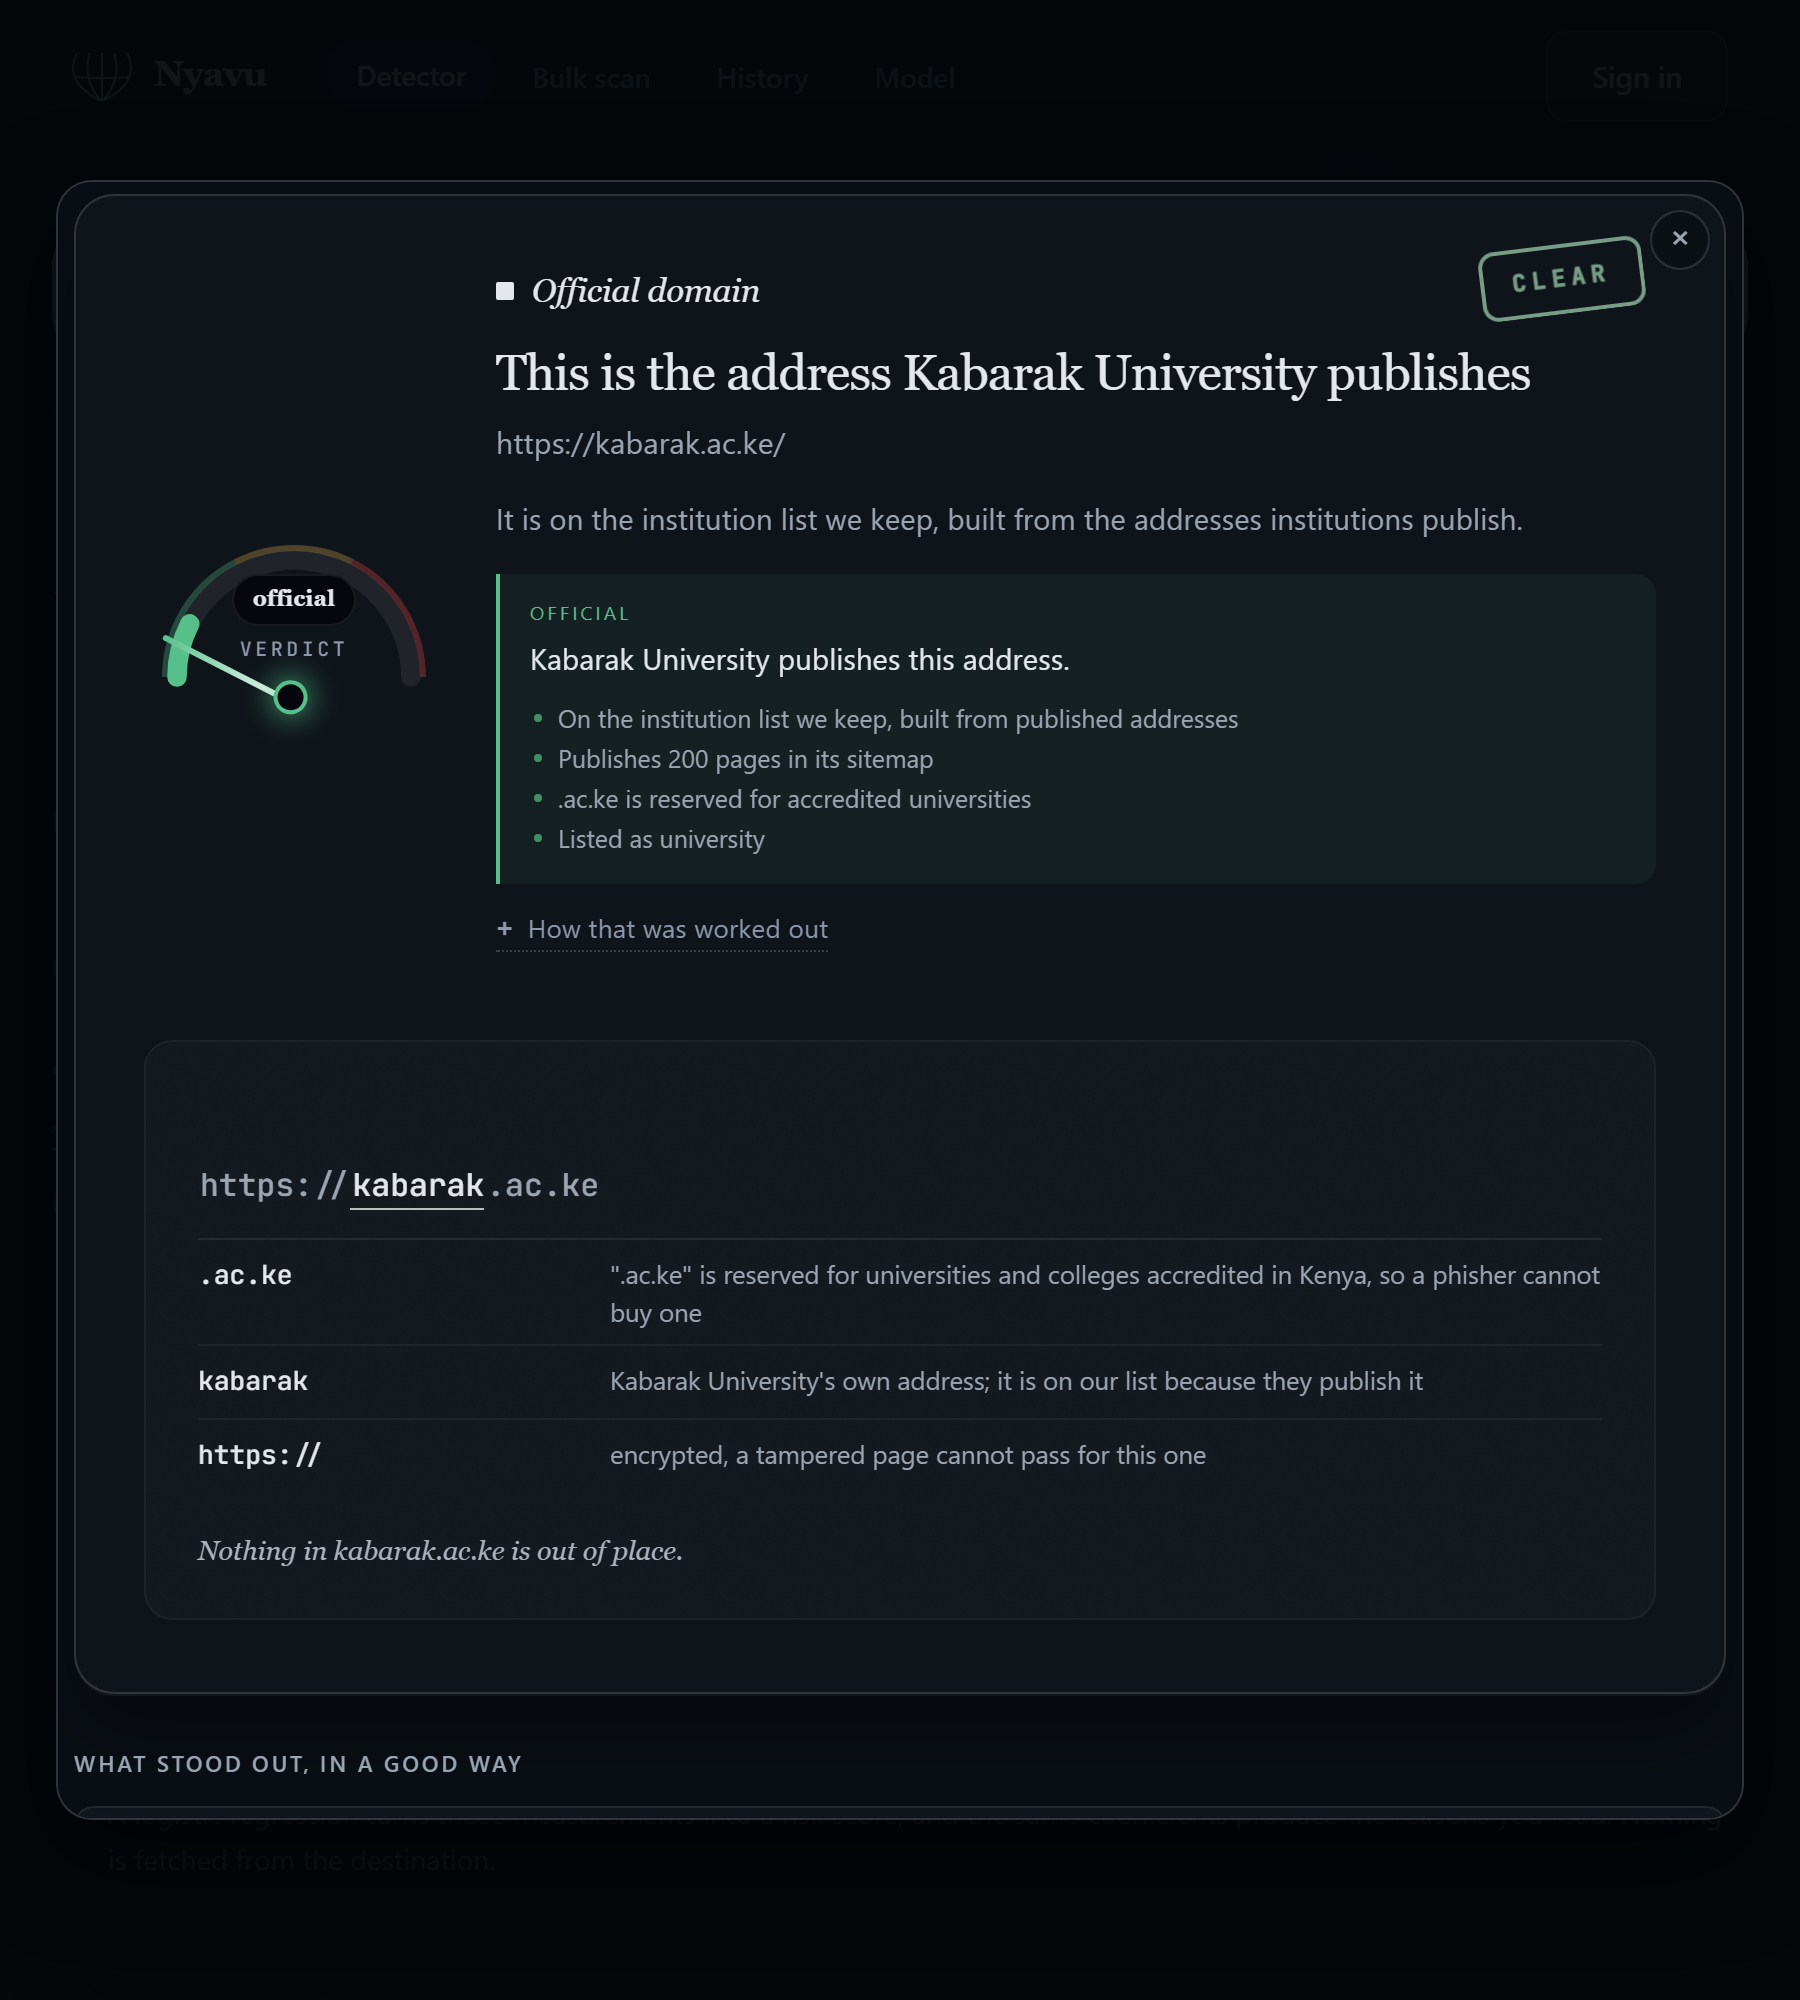 Nyavu
Detector
Bulk scan
History
Model
Sign in
×
CLEAR
Official domain
This is the address Kabarak University publishes
https://kabarak.ac.ke/
It is on the institution list we keep, built from the addresses institutions publish.
official
VERDICT
OFFICIAL
Kabarak University publishes this address.
• On the institution list we keep, built from published addresses
• Publishes 200 pages in its sitemap
• .ac.ke is reserved for accredited universities
• Listed as university
+ How that was worked out
https://kabarak.ac.ke
.ac.ke
".ac.ke" is reserved for universities and colleges accredited in Kenya, so a phisher cannot
buy one
kabarak
Kabarak University's own address; it is on our list because they publish it
https://
encrypted, a tampered page cannot pass for this one
Nothing in kabarak.ac.ke is out of place.
WHAT STOOD OUT, IN A GOOD WAY
is fetched from the destination.